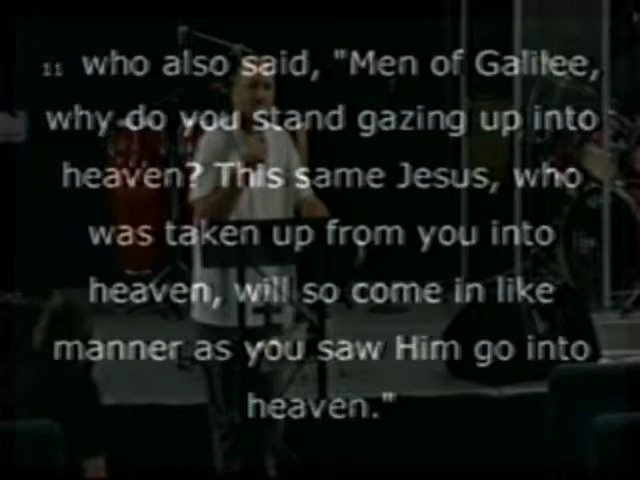 11 who also said, "Men of Galilee,
why do you stand gazing up into
heaven? This same Jesus, who
was taken up from you into
heaven, will so come in like
manner as you saw Him go into
heaven."